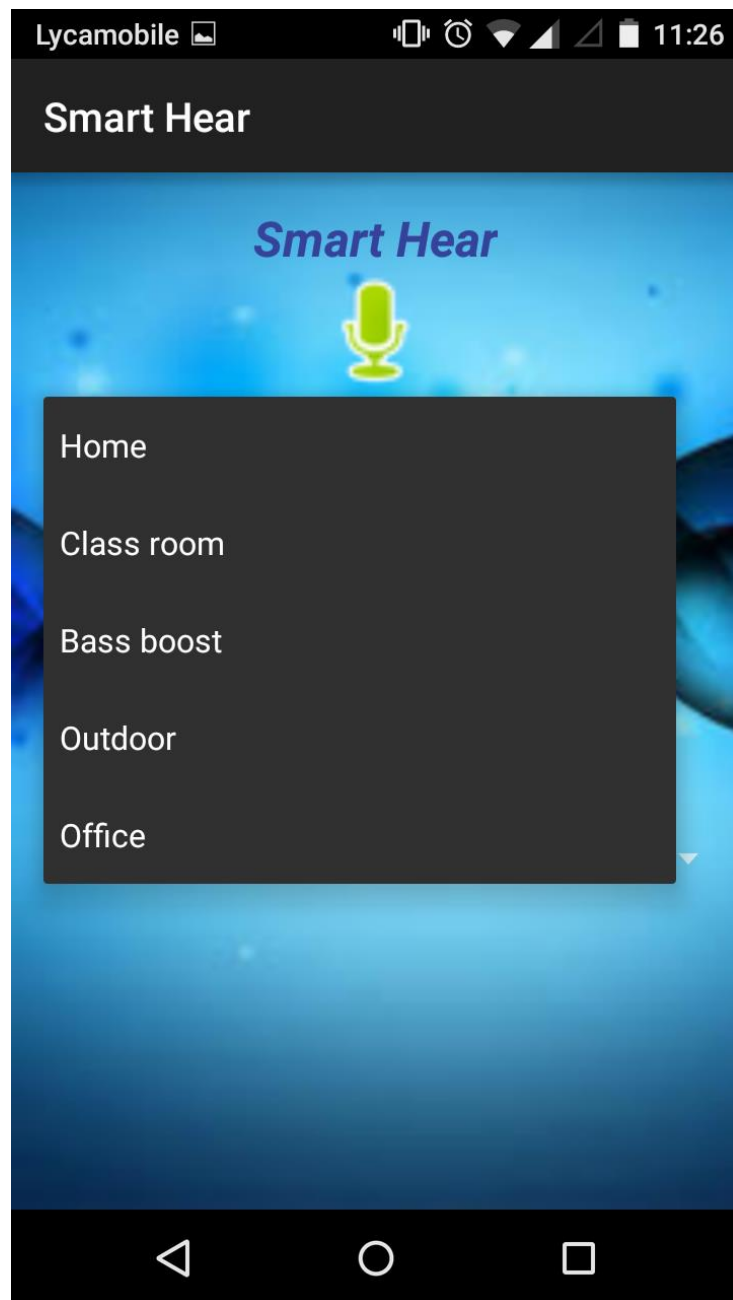 Lycamobile 11:26
Smart Hear
Smart Hear
Home
Class room
Bass boost
Outdoor
Office